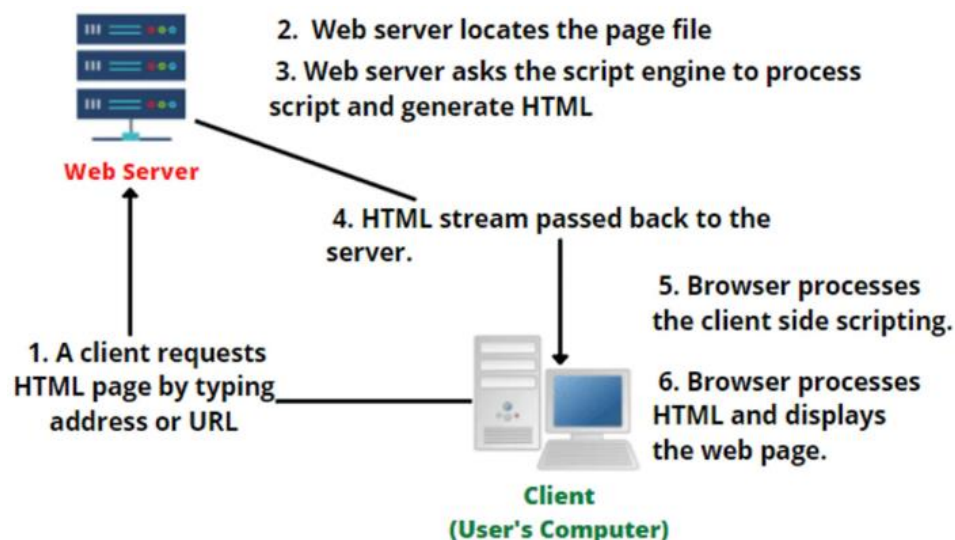 2. Web server locates the page file
3. Web server asks the script engine to process
script and generate HTML
Web Server
4. HTML stream passed back to the
server.
5. Browser processes
the client side scripting.
1. A client requests
HTML page by typing
address or URL
6. Browser processes
HTML and displays
the web page.
Client
(User's Computer)